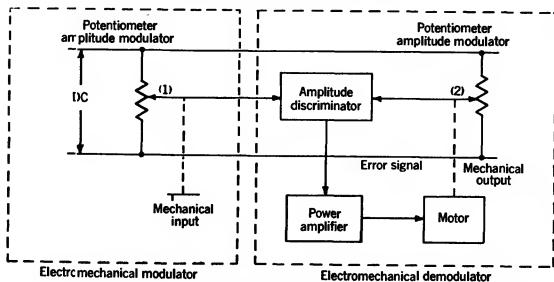 Potentiometer
amplitude modulator
Potentiometer
amplitude modulator
DC
(1)
Amplitude
discriminator
(2)
Error signal
Mechanical
output
Mechanical
input
Power
amplifier
Motor
Electromechanical modulator
Electromechanical demodulator